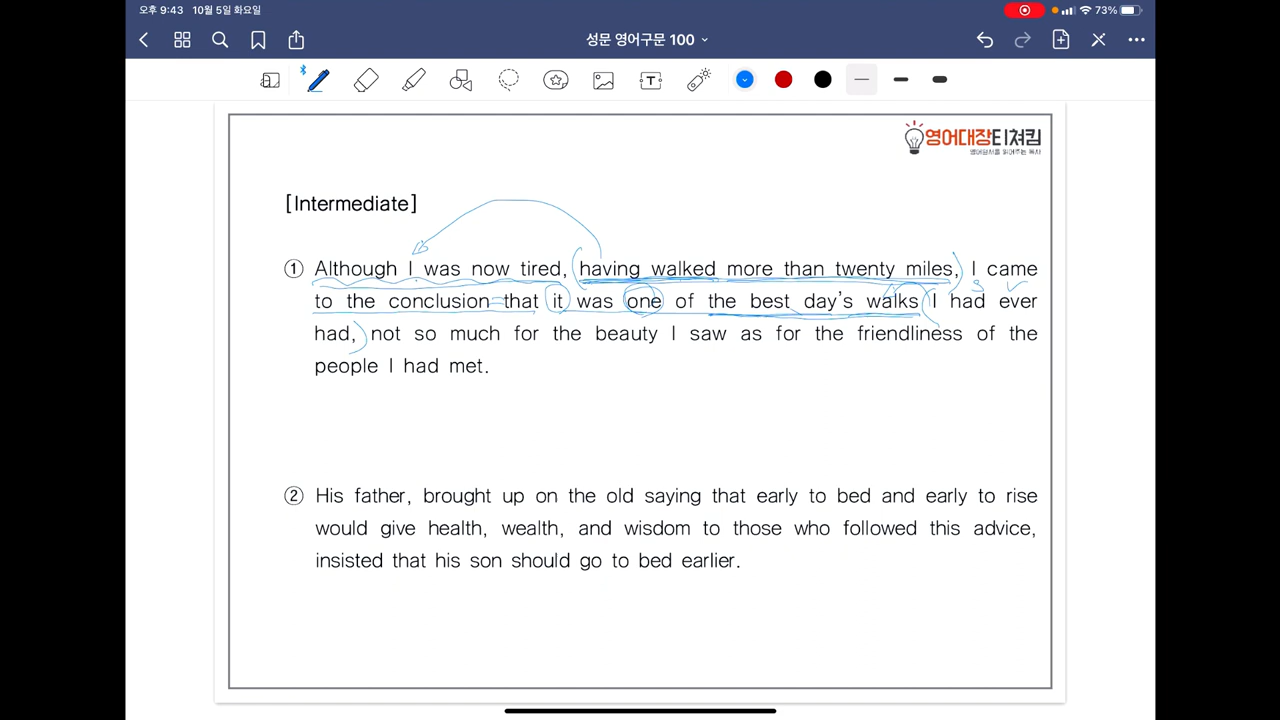 오후 9:43 10월 5일 화요일
73%
성문 영어구문 100
영어대장티쳐킴
[Intermediate]
① Although I was now tired, having walked more than twenty miles, I came
to the conclusion that it was one of the best day's walks I had ever
had, not so much for the beauty I saw as for the friendliness of the
people I had met.
② His father, brought up on the old saying that early to bed and early to rise
would give health, wealth, and wisdom to those who followed this advice,
insisted that his son should go to bed earlier.